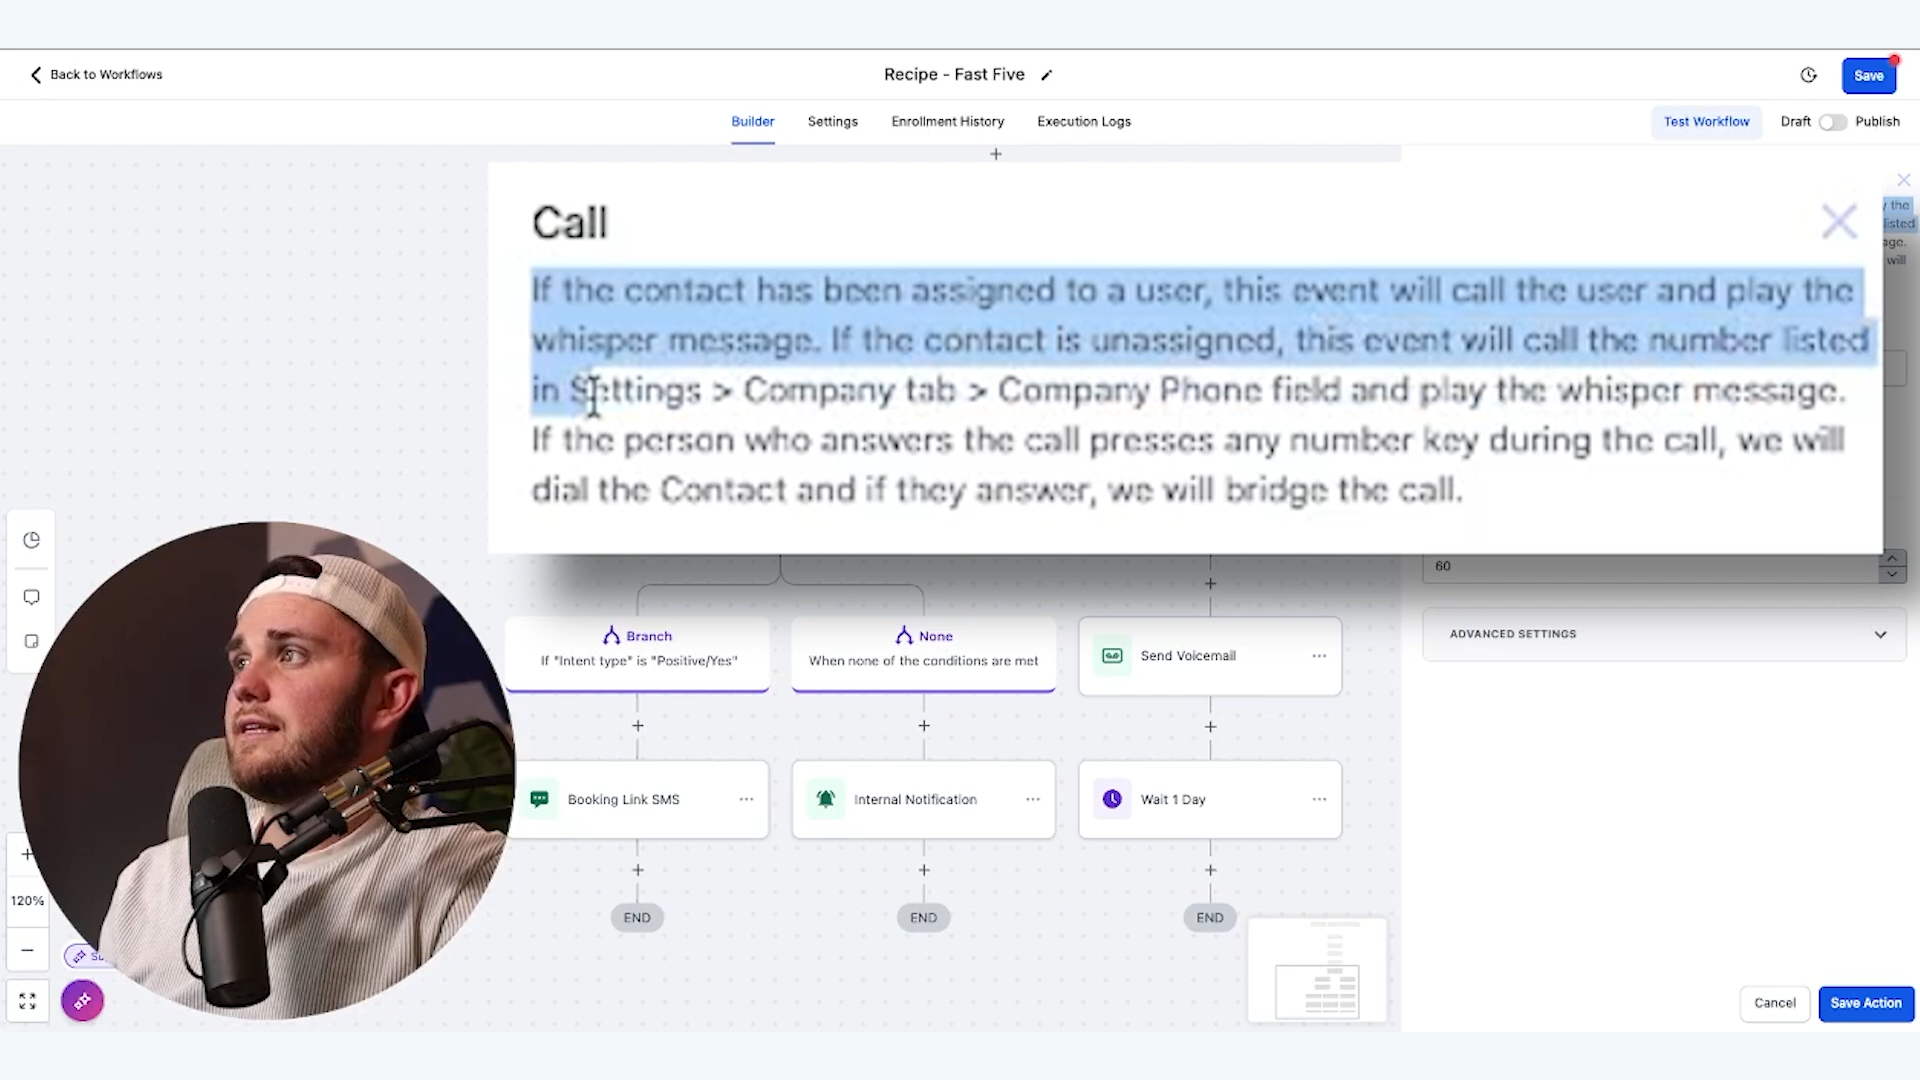 Back to Workflows
Recipe - Fast Five
Save
Builder
Settings
Enrollment History
Execution Logs
Test Workflow
Draft
Publish
Call
If the contact has been assigned to a user, this event will call the user and play the
whisper message. If the contact is unassigned, this event will call the number listed
in Settings > Company tab > Company Phone field and play the whisper message.
If the person who answers the call presses any number key during the call, we will
dial the Contact and if they answer, we will bridge the call.
the
listed
will
60
ADVANCED SETTINGS
Branch
If "Intent type" is "Positive/Yes"
None
When none of the conditions are met
Send Voicemail
Booking Link SMS
Internal Notification
Wait 1 Day
END
END
END
120%
Cancel
Save Action